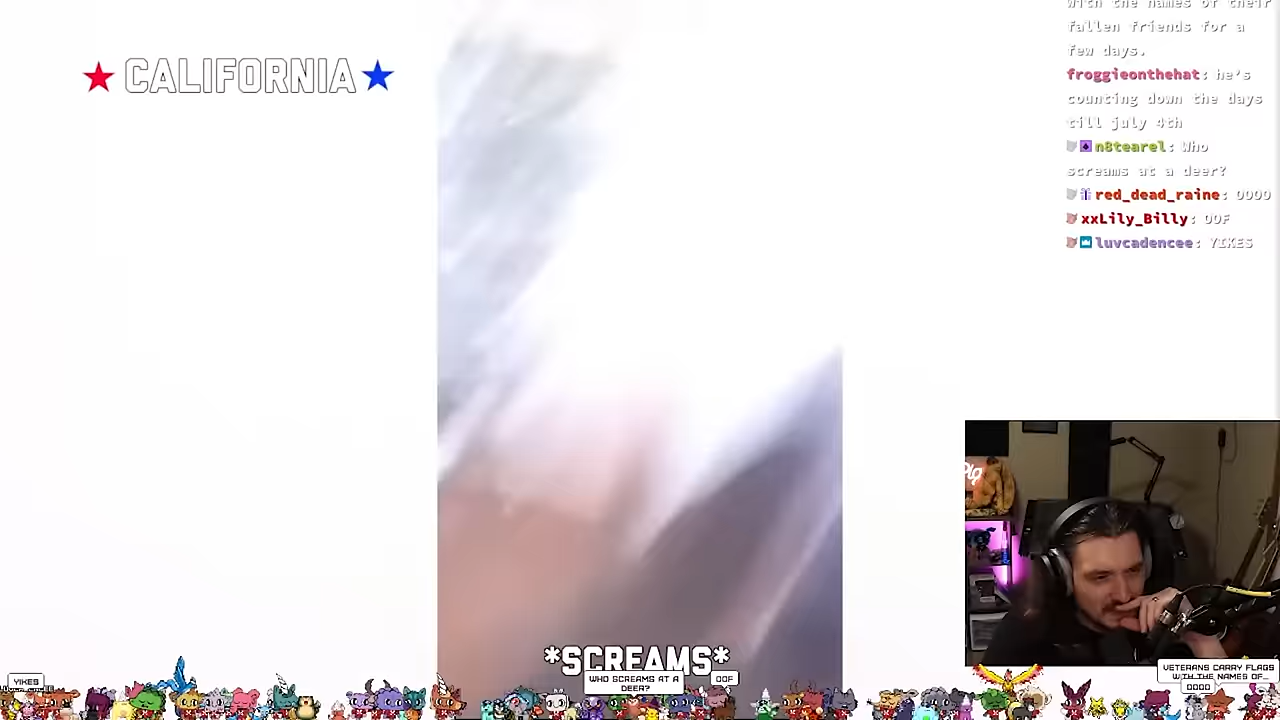 with the names of their
fallen friends for a
few days.
froggieonthehat: he's
counting down the days
till july 4th
n8tearel: Who
screams at a deer?
red_dead_raine: OOOO
xxLily_Billy: OOF
luvcadencee: YIKES
CALIFORNIA
*SCREAMS*
WHO SCREAMS AT A
DEER?
OOF
YIKES
VETERANS CARRY FLAGS
WITH THE NAMES OF...
OOOO